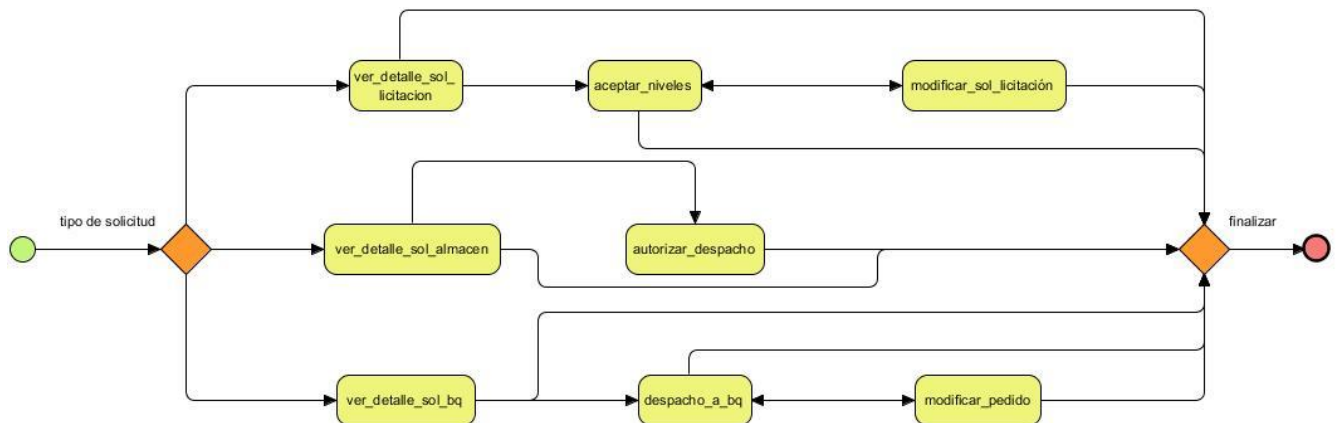 ver_detalle_sol_
licitacion
aceptar_niveles
modificar_sol_licitación
tipo de solicitud
finalizar
ver_detalle_sol_almacen
autorizar_despacho
ver_detalle_sol_bq
despacho_a_bq
modificar_pedido